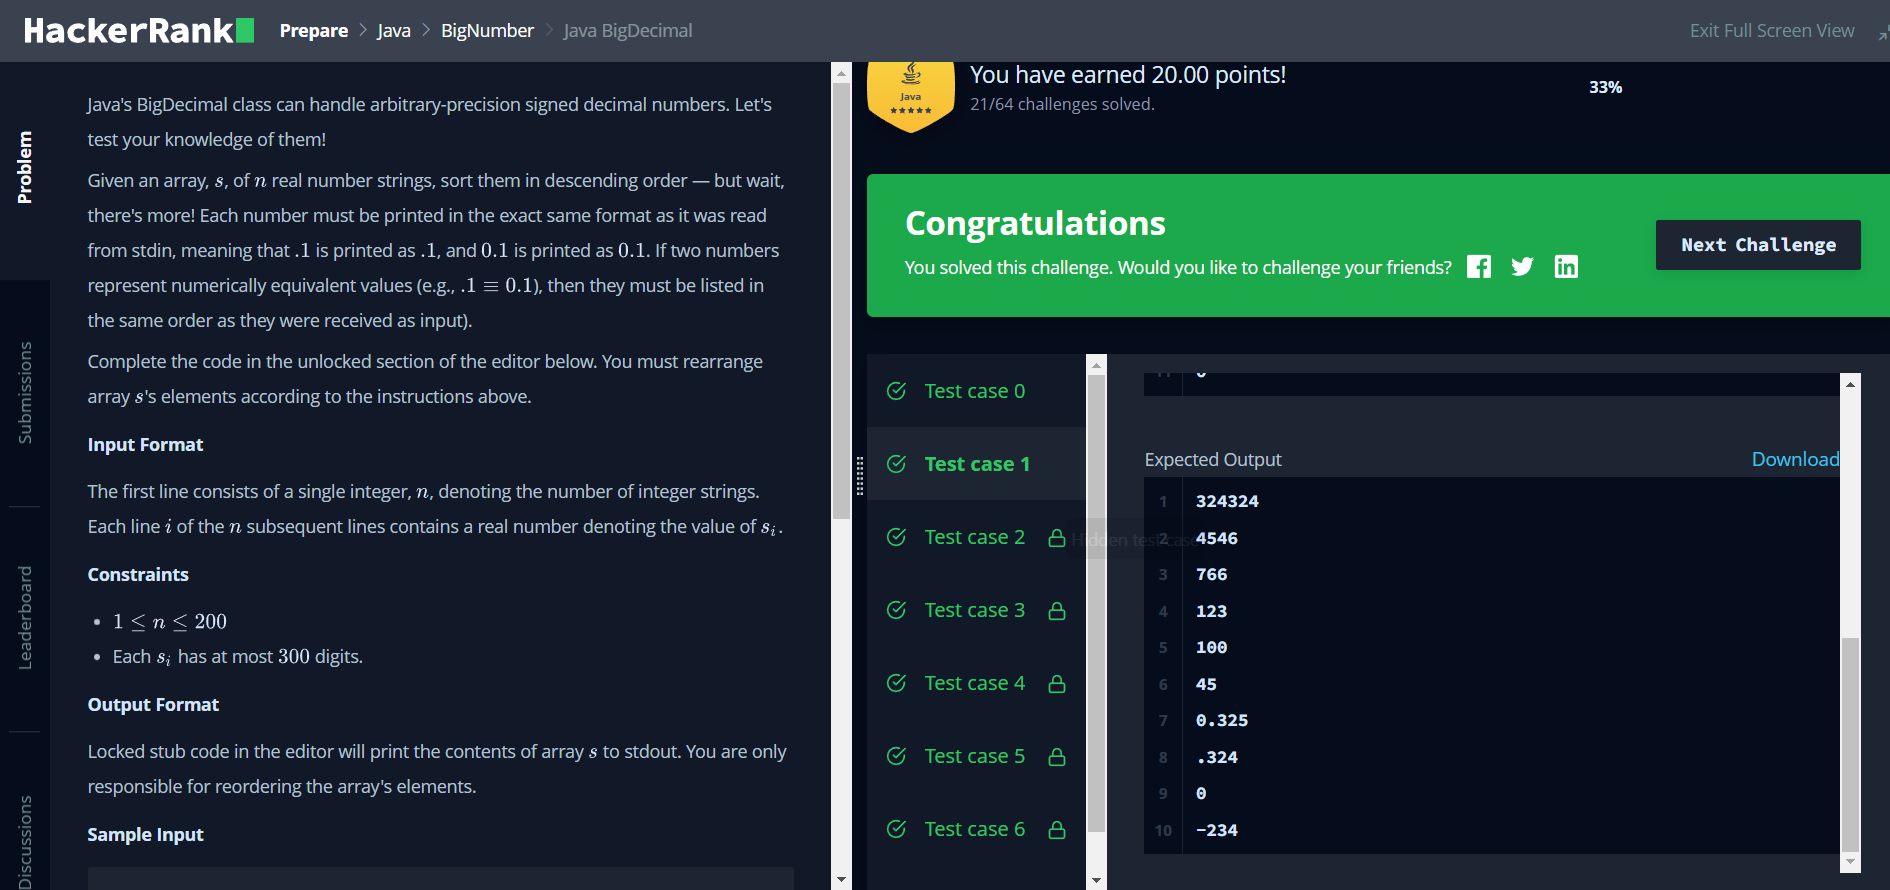 HackerRank
Prepare > Java > BigNumber > Java BigDecimal
Exit Full Screen View
Problem
Submissions
Leaderboard
Discussions
Java's BigDecimal class can handle arbitrary-precision signed decimal numbers. Let's
test your knowledge of them!
Given an array, s, of n real number strings, sort them in descending order — but wait,
there's more! Each number must be printed in the exact same format as it was read
from stdin, meaning that .1 is printed as .1, and 0.1 is printed as 0.1. If two numbers
represent numerically equivalent values (e.g., .1 ≡ 0.1), then they must be listed in
the same order as they were received as input).
Complete the code in the unlocked section of the editor below. You must rearrange
array s's elements according to the instructions above.
Input Format
The first line consists of a single integer, n, denoting the number of integer strings.
Each line i of the n subsequent lines contains a real number denoting the value of sᵢ.
Constraints
• 1 ≤ n ≤ 200
• Each sᵢ has at most 300 digits.
Output Format
Locked stub code in the editor will print the contents of array s to stdout. You are only
responsible for reordering the array's elements.
Sample Input
Java
You have earned 20.00 points!
21/64 challenges solved.
33%
Congratulations
You solved this challenge. Would you like to challenge your friends?
Next Challenge
Test case 0
Test case 1
Test case 2
Test case 3
Test case 4
Test case 5
Test case 6
Hidden test case
Expected Output
Download
1 324324
2 4546
3 766
4 123
5 100
6 45
7 0.325
8 .324
9 0
10 -234